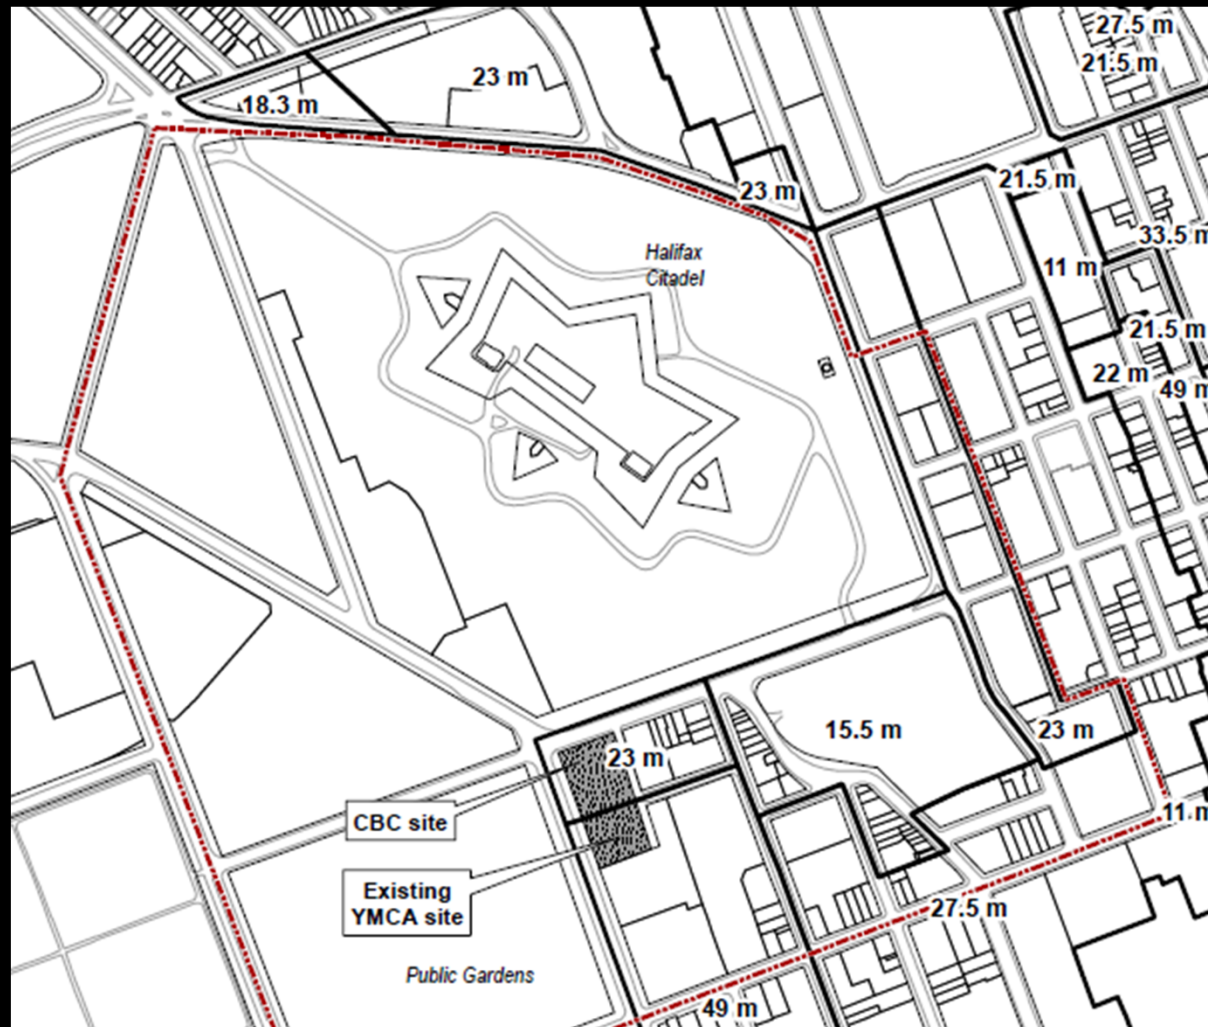 27.5 m
21.5 m
23 m
18.3 m
21.5 m
23 m
33.5 m
Halifax
Citadel
11 m
21.5 m
22 m
49 m
15.5 m
23 m
23 m
CBC site
11 m
Existing
YMCA site
27.5 m
Public Gardens
49 m